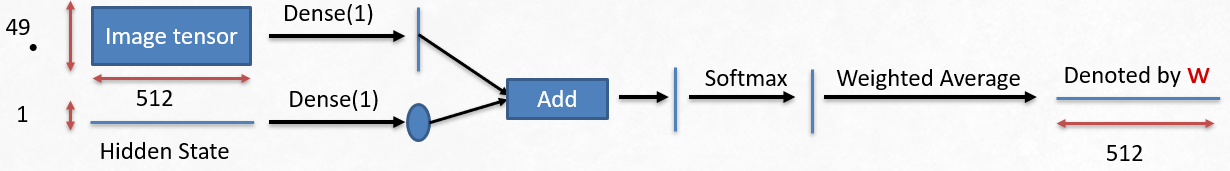 49
Image tensor
Dense(1)
512
1
Hidden State
Dense(1)
Add
Softmax
Weighted Average
Denoted by W
512